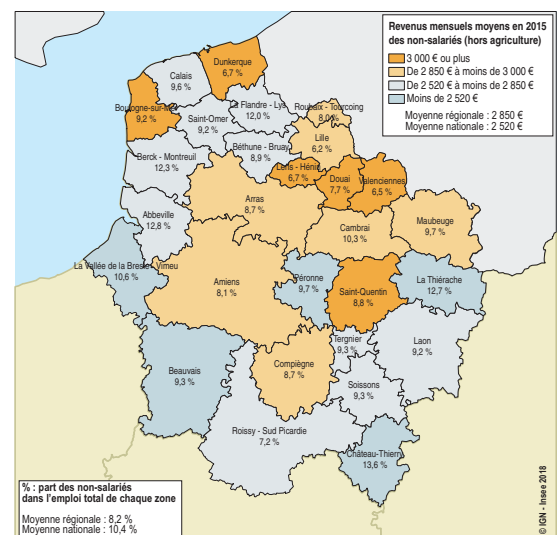 Revenus mensuels moyens en 2015
des non-salariés (hors agriculture)
3 000 € ou plus
De 2 850 € à moins de 3 000 €
De 2 520 € à moins de 2 850 €
Moins de 2 520 €
Moyenne régionale : 2 850 €
Moyenne nationale : 2 520 €
Dunkerque
6,7 %
Calais
9,6 %
Boulogne-sur-Mer
9,2 %
Saint-Omer
9,2 %
La Flandre - Lys
12,0 %
Roubaix - Tourcoing
8,0 %
Lille
6,2 %
Berck - Montreuil
12,3 %
Béthune - Bruay
8,9 %
Lens - Hénin
6,7 %
Douai
7,7 %
Valenciennes
6,5 %
Arras
8,7 %
Abbeville
12,8 %
Cambrai
10,3 %
Maubeuge
9,7 %
La Vallée de la Bresle - Vimeu
10,6 %
Amiens
8,1 %
Péronne
9,7 %
Saint-Quentin
8,8 %
La Thiérache
12,7 %
Tergnier
9,3 %
Laon
9,2 %
Beauvais
9,3 %
Compiègne
8,7 %
Soissons
9,3 %
Roissy - Sud Picardie
7,2 %
Château-Thierry
13,6 %
% : part des non-salariés
dans l'emploi total de chaque zone
Moyenne régionale : 8,2 %
Moyenne nationale : 10,4 %
© IGN - Insee 2018